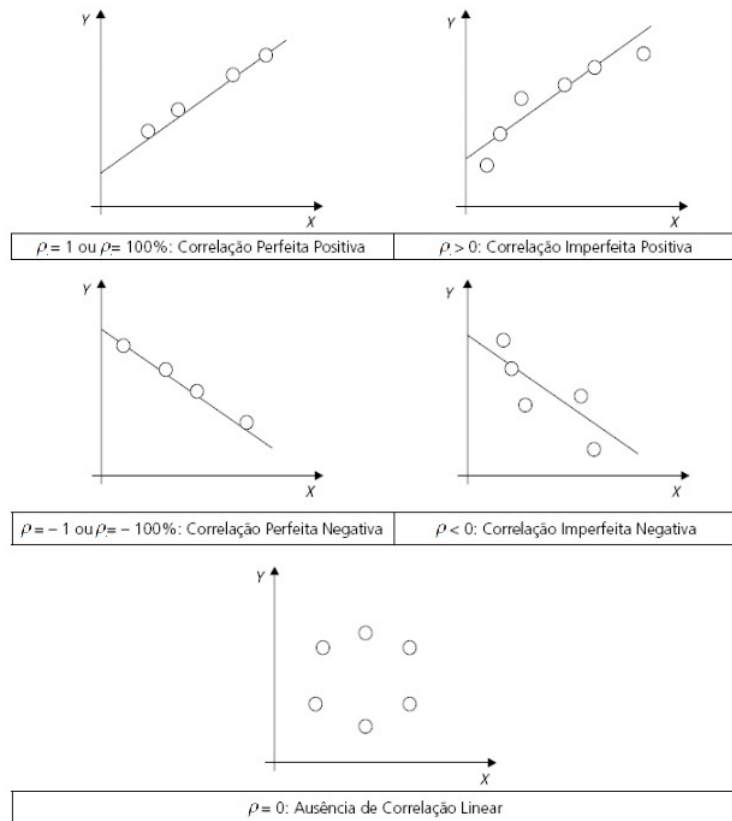 Y
Y
X
X
ρ = 1 ou ρ = 100%: Correlação Perfeita Positiva
ρ > 0: Correlação Imperfeita Positiva
Y
Y
X
X
ρ = – 1 ou ρ = – 100%: Correlação Perfeita Negativa
ρ < 0: Correlação Imperfeita Negativa
Y
X
ρ = 0: Ausência de Correlação Linear